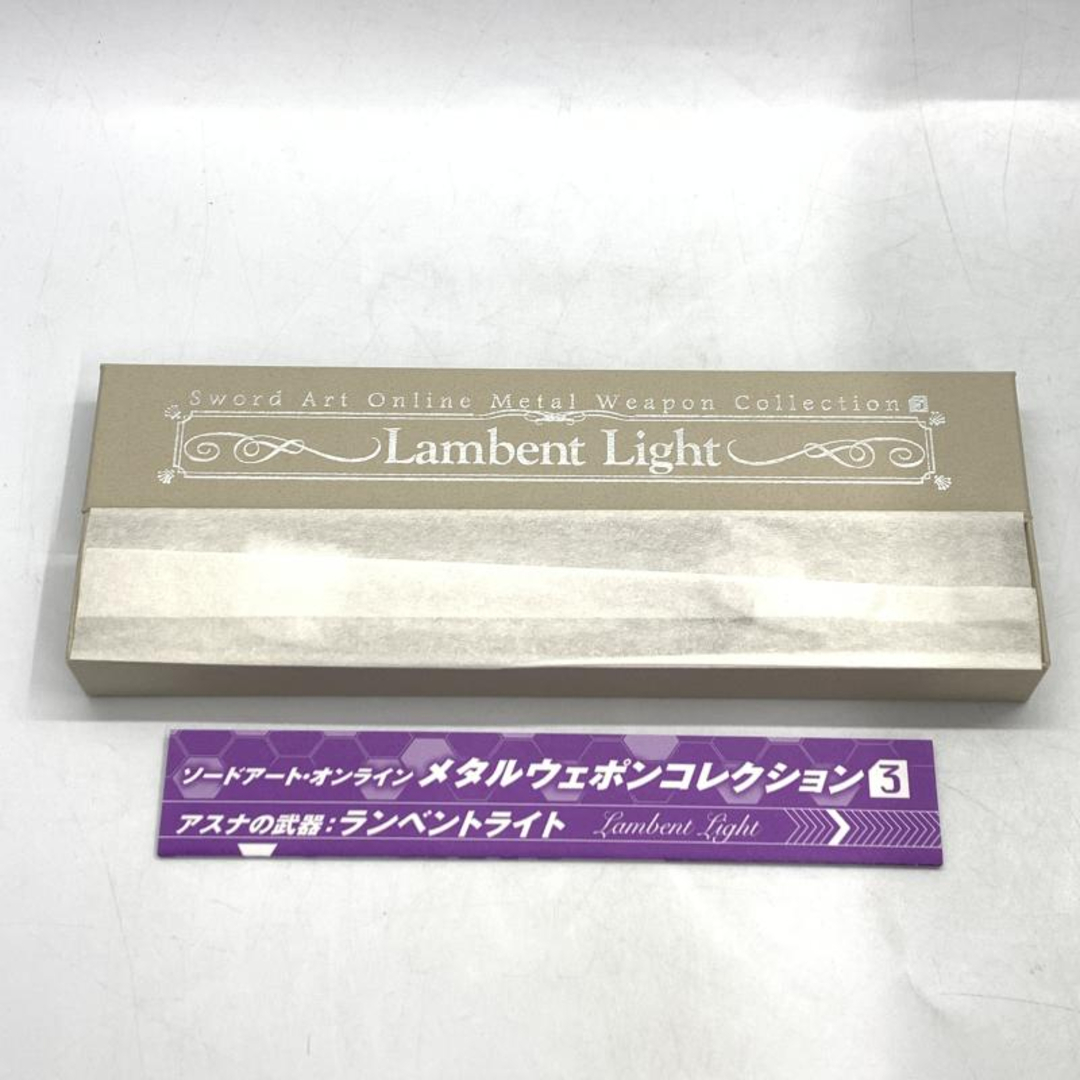 Sword Art Online Metal Weapon Collection 3
Lambent Light
ソードアート・オンライン メタルウェポンコレクション 3
アスナの武器:ランベントライト Lambent Light